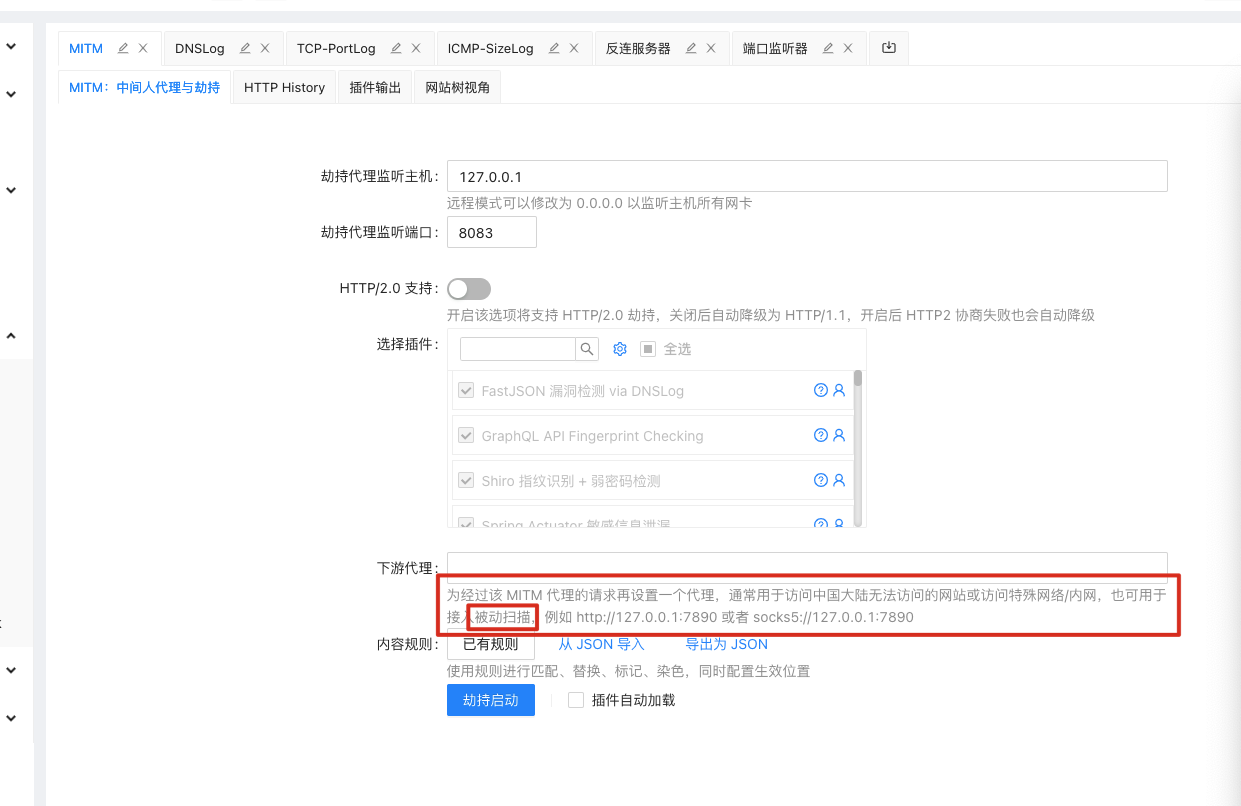 MITM DNSLog TCP-PortLog ICMP-SizeLog 反连服务器 端口监听器
MITM：中间人代理与劫持 HTTP History 插件输出 网站树视角
劫持代理监听主机： 127.0.0.1
远程模式可以修改为 0.0.0.0 以监听主机所有网卡
劫持代理监听端口： 8083
HTTP/2.0 支持：
开启该选项将支持 HTTP/2.0 劫持，关闭后自动降级为 HTTP/1.1，开启后 HTTP2 协商失败也会自动降级
选择插件： 全选
FastJSON 漏洞检测 via DNSLog
GraphQL API Fingerprint Checking
Shiro 指纹识别 + 弱密码检测
Spring Actuator 敏感信息泄漏
下游代理：
为经过该 MITM 代理的请求再设置一个代理，通常用于访问中国大陆无法访问的网站或访问特殊网络/内网，也可用于
接入被动扫描，例如 http://127.0.0.1:7890 或者 socks5://127.0.0.1:7890
内容规则： 已有规则 从 JSON 导入 导出为 JSON
使用规则进行匹配、替换、标记、染色，同时配置生效位置
劫持启动 插件自动加载